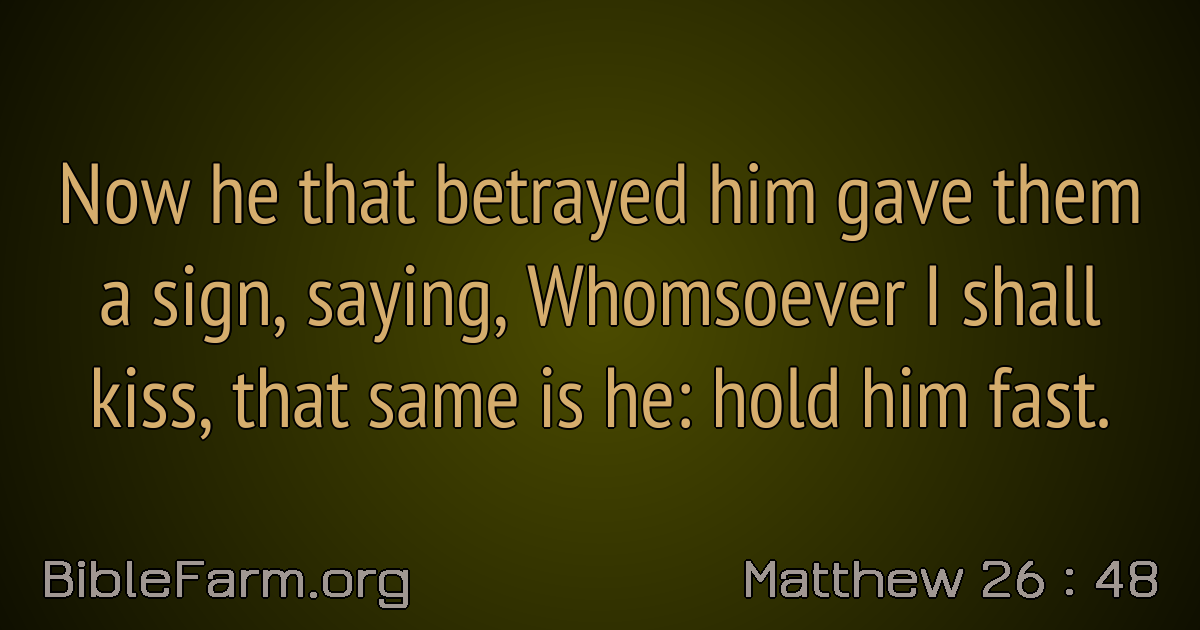 Now he that betrayed him gave them
a sign, saying, Whomsoever I shall
kiss, that same is he: hold him fast.
BibleFarm.org
Matthew 26 : 48